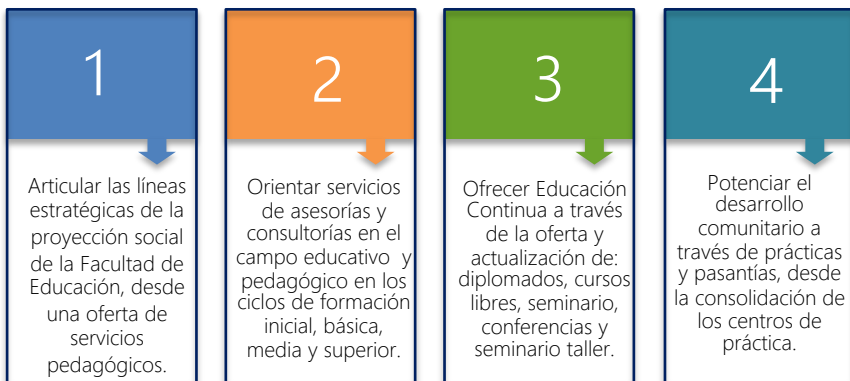 1
Articular las líneas
estratégicas de la
proyección social
de la Facultad de
Educación, desde
una oferta de
servicios
pedagógicos.
2
Orientar servicios
de asesorías y
consultorías en el
campo educativo y
pedagógico en los
ciclos de formación
inicial, básica,
media y superior.
3
Ofrecer Educación
Continua a través
de la oferta y
actualización de:
diplomados, cursos
libres, seminario,
conferencias y
seminario taller.
4
Potenciar el
desarrollo
comunitario a
través de prácticas
y pasantías, desde
la consolidación de
los centros de
práctica.